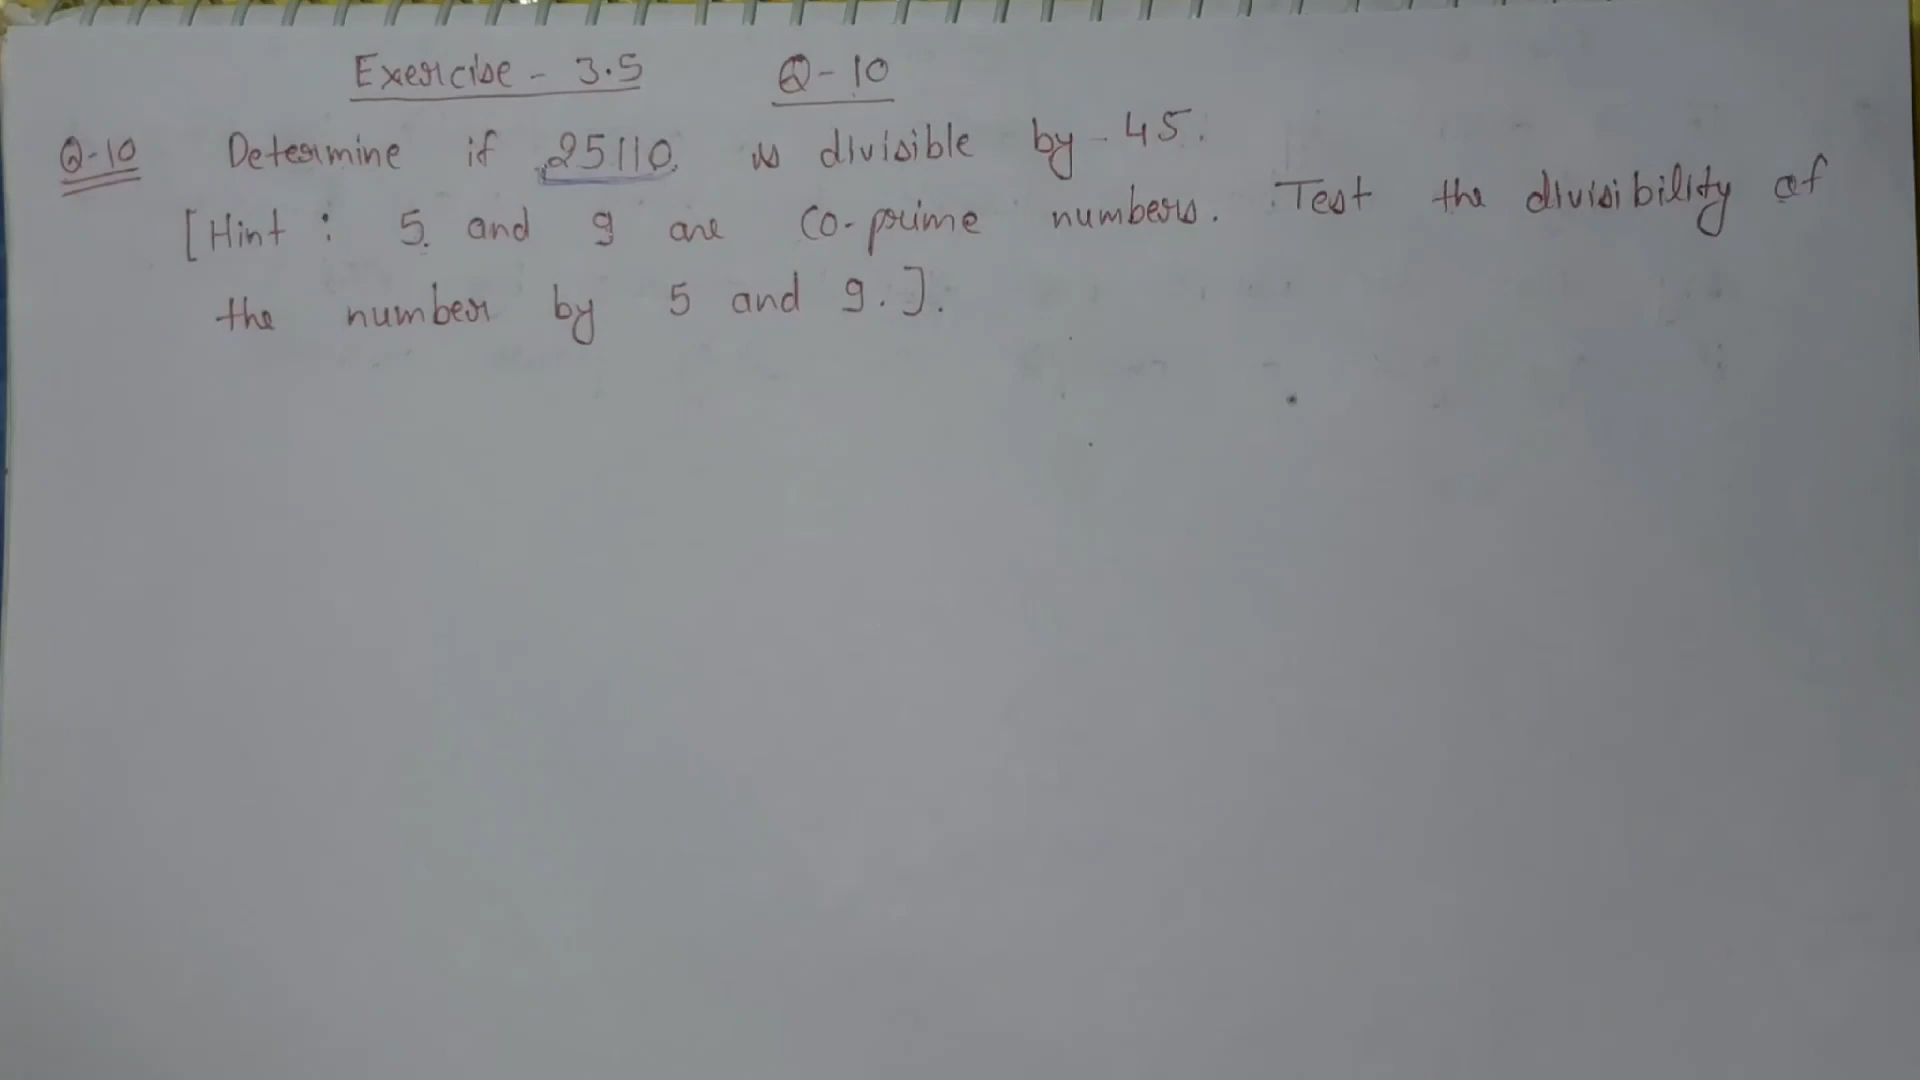 Exercise - 3.5 Q-10
Q-10 Determine if 25110 is divisible by 45.
[Hint : 5 and 9 are Co-prime numbers. Test the divisibility of
the number by 5 and 9.].